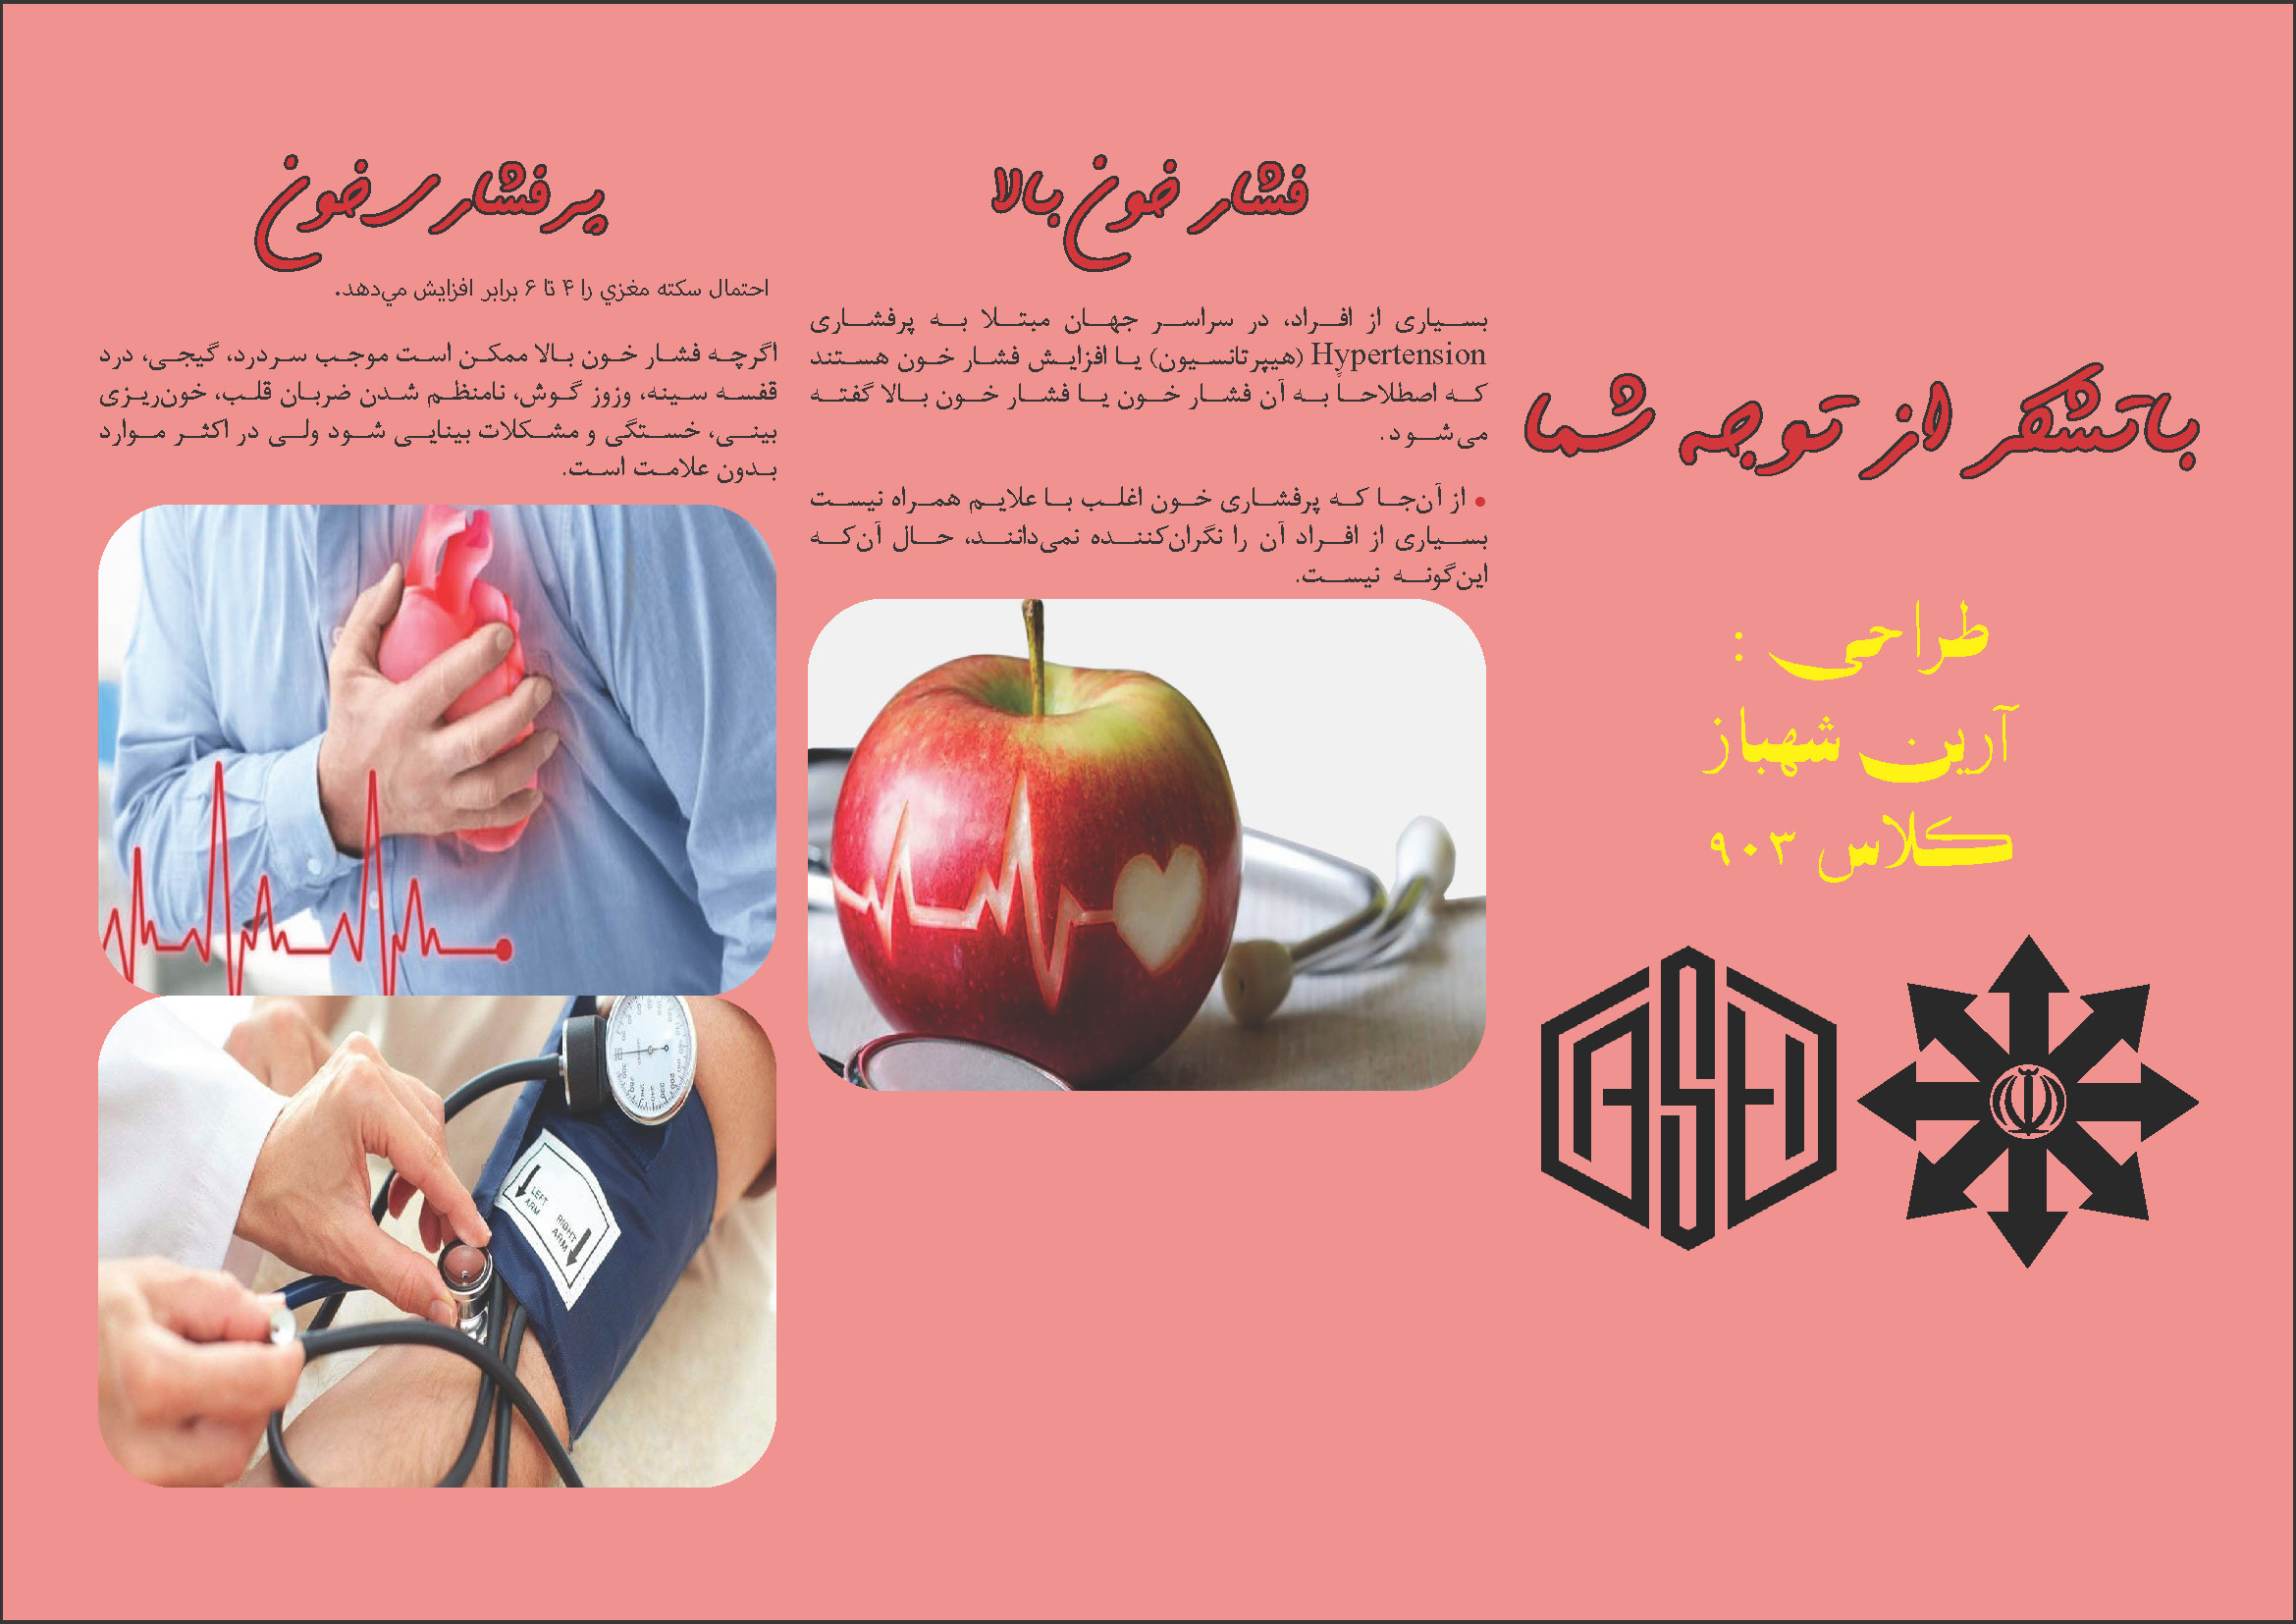 باتشکر از توجه شما
طراحی :
آرین شهباز
کلاس ۹۰۳
فشار خون بالا
بسیاری از افراد، در سراسر جهان مبتلا به پرفشاری
Hypertension (هیپرتانسیون) یا افزایش فشار خون هستند
که اصطلاحاً به آن فشار خون یا فشار خون بالا گفته
می‌شود.
• از آن‌جا که پرفشاری خون اغلب با علایم همراه نیست
بسیاری از افراد آن را نگران‌کننده نمی‌دانند، حال آن‌که
این‌گونه نیست.
پرفشاری خون
احتمال سکته مغزي را ۴ تا ۶ برابر افزایش مي‌دهد.
اگرچه فشار خون بالا ممکن است موجب سردرد، گیجی، درد
قفسه سینه، وزوز گوش، نامنظم شدن ضربان قلب، خون‌ریزی
بینی، خستگی و مشکلات بینایی شود ولی در اکثر موارد
بدون علامت است.
LEFT
ARM
RIGHT
ARM